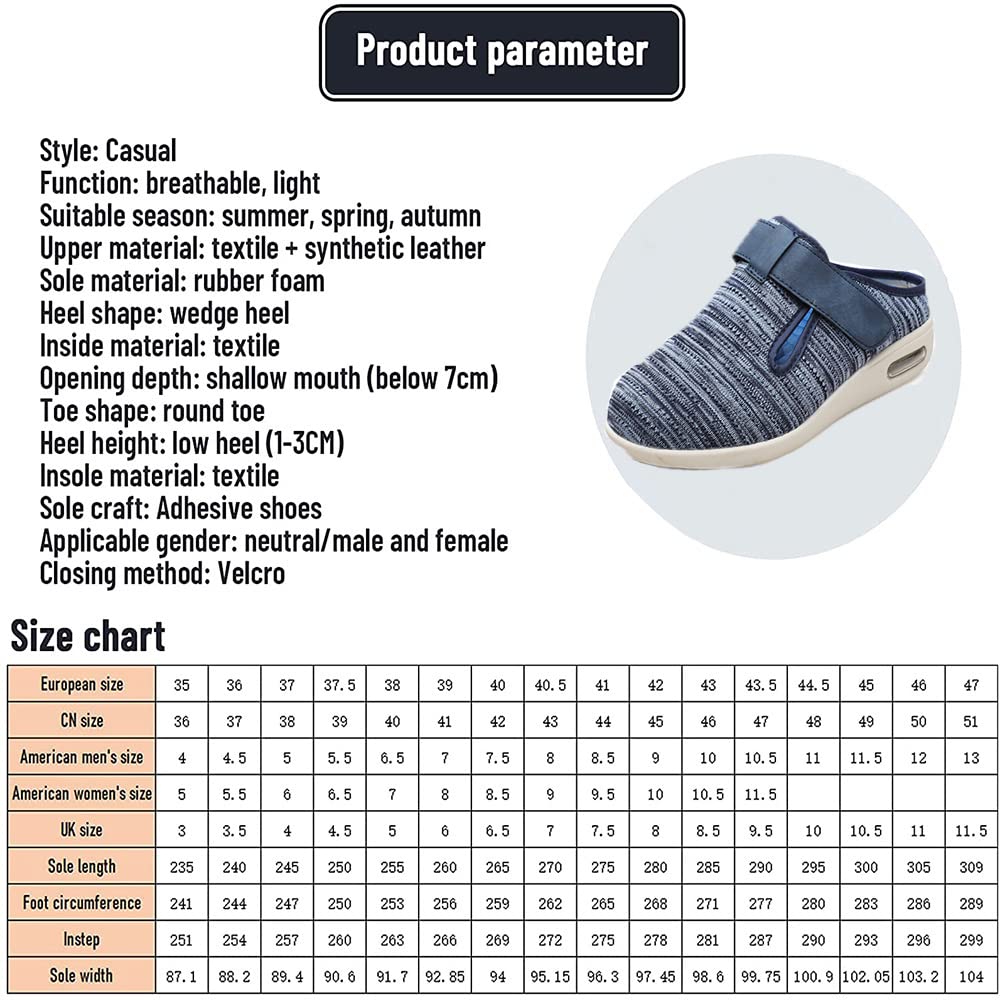 Product parameter
Style: Casual
Function: breathable, light
Suitable season: summer, spring, autumn
Upper material: textile + synthetic leather
Sole material: rubber foam
Heel shape: wedge heel
Inside material: textile
Opening depth: shallow mouth (below 7cm)
Toe shape: round toe
Heel height: low heel (1-3CM)
Insole material: textile
Sole craft: Adhesive shoes
Applicable gender: neutral/male and female
Closing method: Velcro
Size chart
European size 35 36 37 37.5 38 39 40 40.5 41 42 43 43.5 44.5 45 46 47
CN size 36 37 38 39 40 41 42 43 44 45 46 47 48 49 50 51
American men's size 4 4.5 5 5.5 6.5 7 7.5 8 8.5 9 10 10.5 11 11.5 12 13
American women's size 5 5.5 6 6.5 7 8 8.5 9 9.5 10 10.5 11.5
UK size 3 3.5 4 4.5 5 6 6.5 7 7.5 8 8.5 9.5 10 10.5 11 11.5
Sole length 235 240 245 250 255 260 265 270 275 280 285 290 295 300 305 309
Foot circumference 241 244 247 250 253 256 259 262 265 268 271 277 280 283 286 289
Instep 251 254 257 260 263 266 269 272 275 278 281 287 290 293 296 299
Sole width 87.1 88.2 89.4 90.6 91.7 92.85 94 95.15 96.3 97.45 98.6 99.75 100.9 102.05 103.2 104